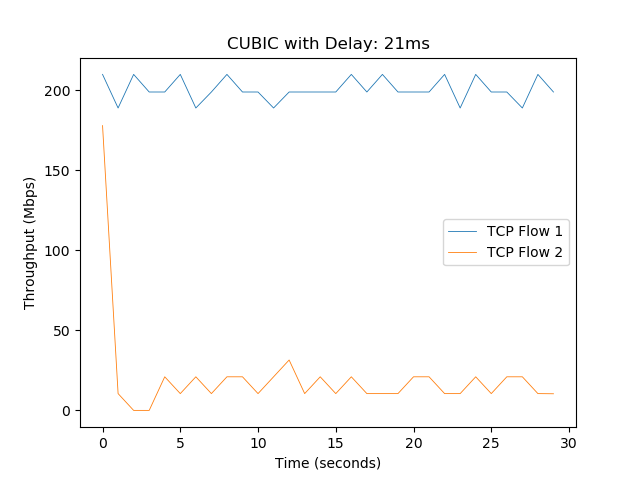 CUBIC with Delay: 21ms
Throughput (Mbps)
200
150
100
50
0
TCP Flow 1
TCP Flow 2
0 5 10 15 20 25 30
Time (seconds)